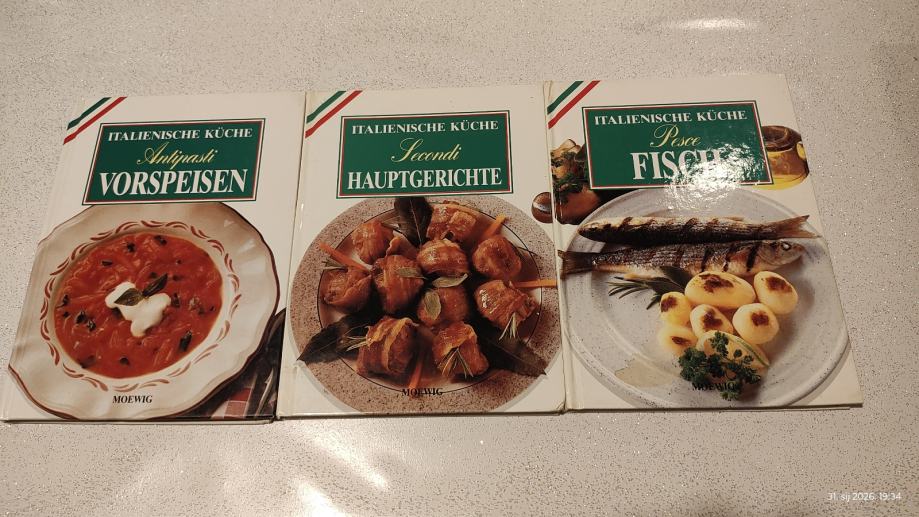 ITALIENISCHE KÜCHE
Antipasti
VORSPEISEN
MOEWIG
ITALIENISCHE KÜCHE
Secondi
HAUPTGERICHTE
MOEWIG
ITALIENISCHE KÜCHE
Pesce
FISCH
MOEWIG
31. sij 2026. 19:34